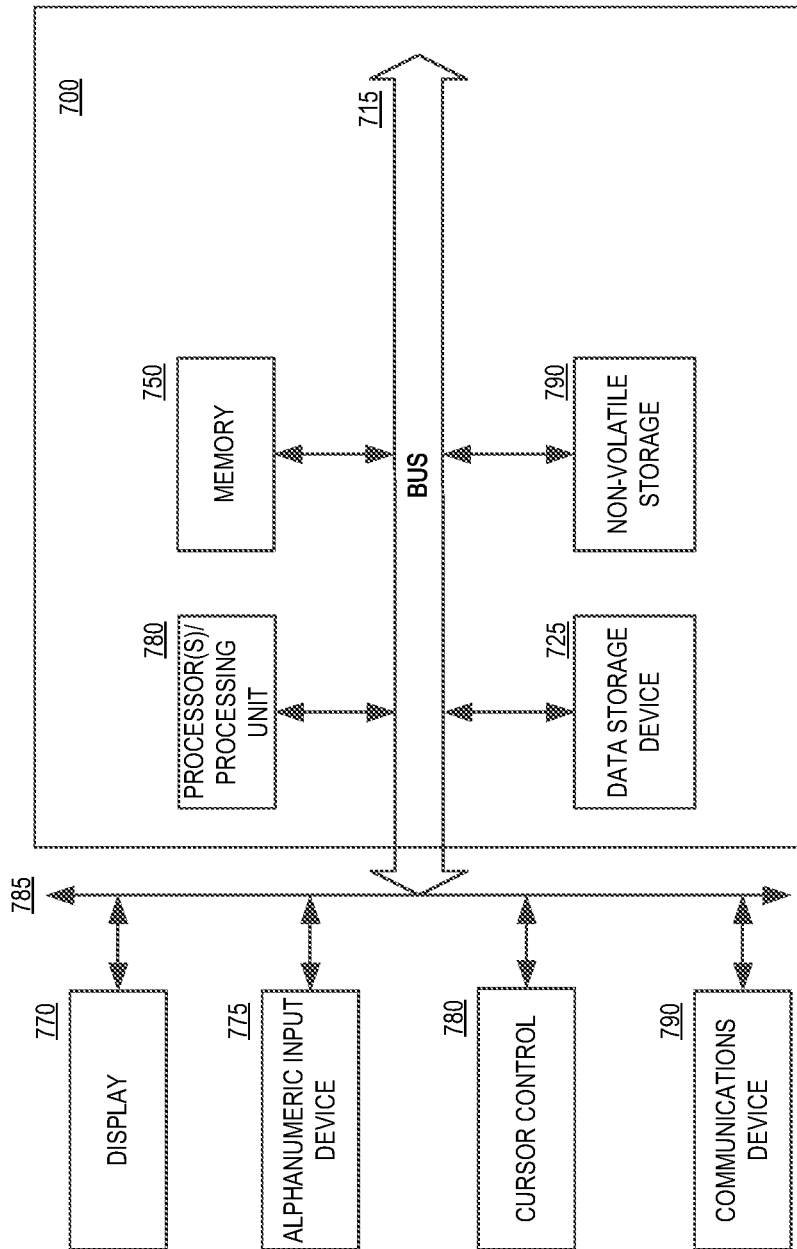 700
715
780
PROCESSOR(S)/
PROCESSING
UNIT
750
MEMORY
BUS
725
DATA STORAGE
DEVICE
790
NON-VOLATILE
STORAGE
785
770
DISPLAY
775
ALPHANUMERIC INPUT
DEVICE
780
CURSOR CONTROL
790
COMMUNICATIONS
DEVICE